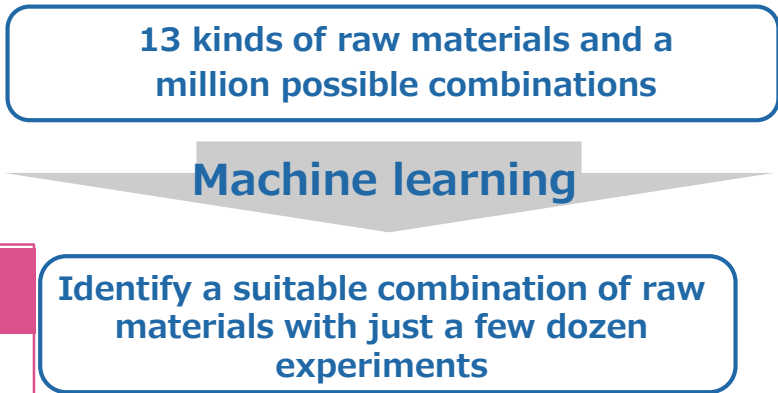 13 kinds of raw materials and a
million possible combinations
Machine learning
Identify a suitable combination of raw
materials with just a few dozen
experiments